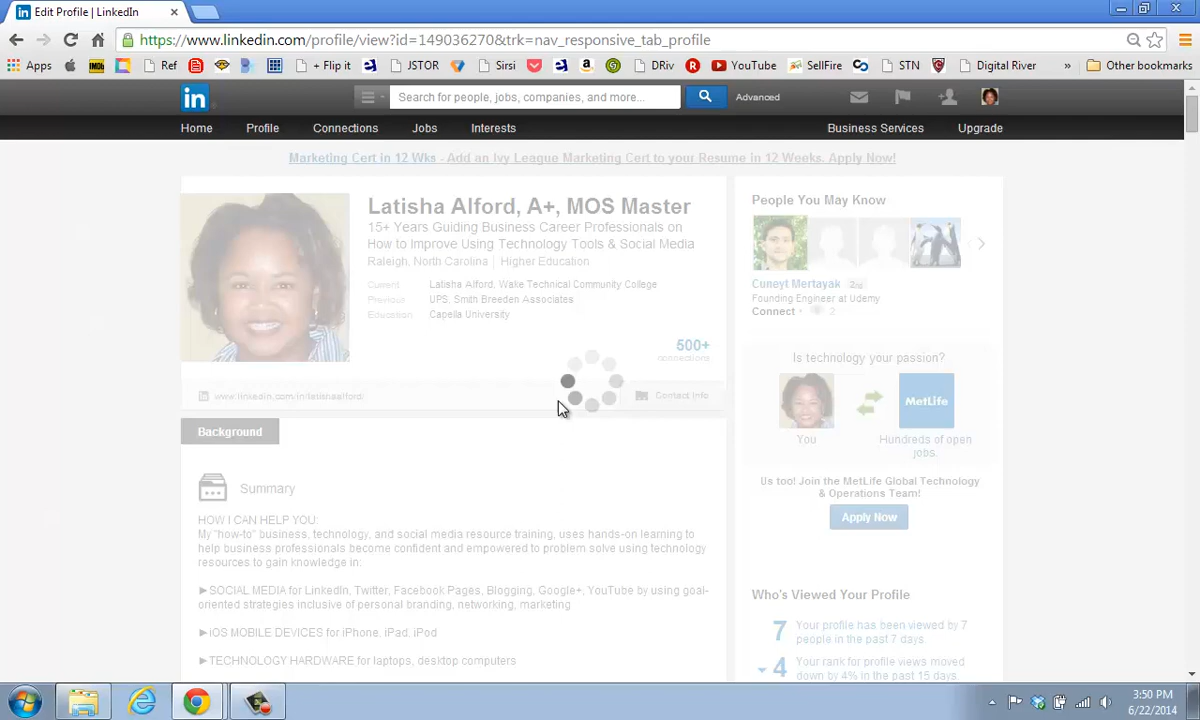 Edit Profile | LinkedIn
https://www.linkedin.com/profile/view?id=149036270&trk=nav_responsive_tab_profile
Apps IMDb Ref + Flip it JSTOR Sirsi DRiv YouTube SellFire STN Digital River » Other bookmarks
in Search for people, jobs, companies, and more... Advanced
Home Profile Connections Jobs Interests Business Services Upgrade
Marketing Cert in 12 Wks - Add an Ivy League Marketing Cert to your Resume in 12 Weeks. Apply Now!
Latisha Alford, A+, MOS Master
15+ Years Guiding Business Career Professionals on
How to Improve Using Technology Tools & Social Media
Raleigh, North Carolina | Higher Education
Current Latisha Alford, Wake Technical Community College
Previous UPS, Smith Breeden Associates
Education Capella University
500+
connections
www.linkedin.com/in/latishaalford/ Contact Info
Background
Summary
HOW I CAN HELP YOU:
My "how-to" business, technology, and social media resource training, uses hands-on learning to
help business professionals become confident and empowered to problem solve using technology
resources to gain knowledge in:
►SOCIAL MEDIA for LinkedIn, Twitter, Facebook Pages, Blogging, Google+, YouTube by using goal-
oriented strategies inclusive of personal branding, networking, marketing
►iOS MOBILE DEVICES for iPhone, iPad, iPod
►TECHNOLOGY HARDWARE for laptops, desktop computers
People You May Know
Cuneyt Mertayak 2nd
Founding Engineer at Udemy
Connect • 2
Is technology your passion?
MetLife
You Hundreds of open
jobs.
Us too! Join the MetLife Global Technology
& Operations Team!
Apply Now
Who's Viewed Your Profile
7 Your profile has been viewed by 7
people in the past 7 days.
4 Your rank for profile views moved
down by 4% in the past 15 days.
3:50 PM
6/22/2014